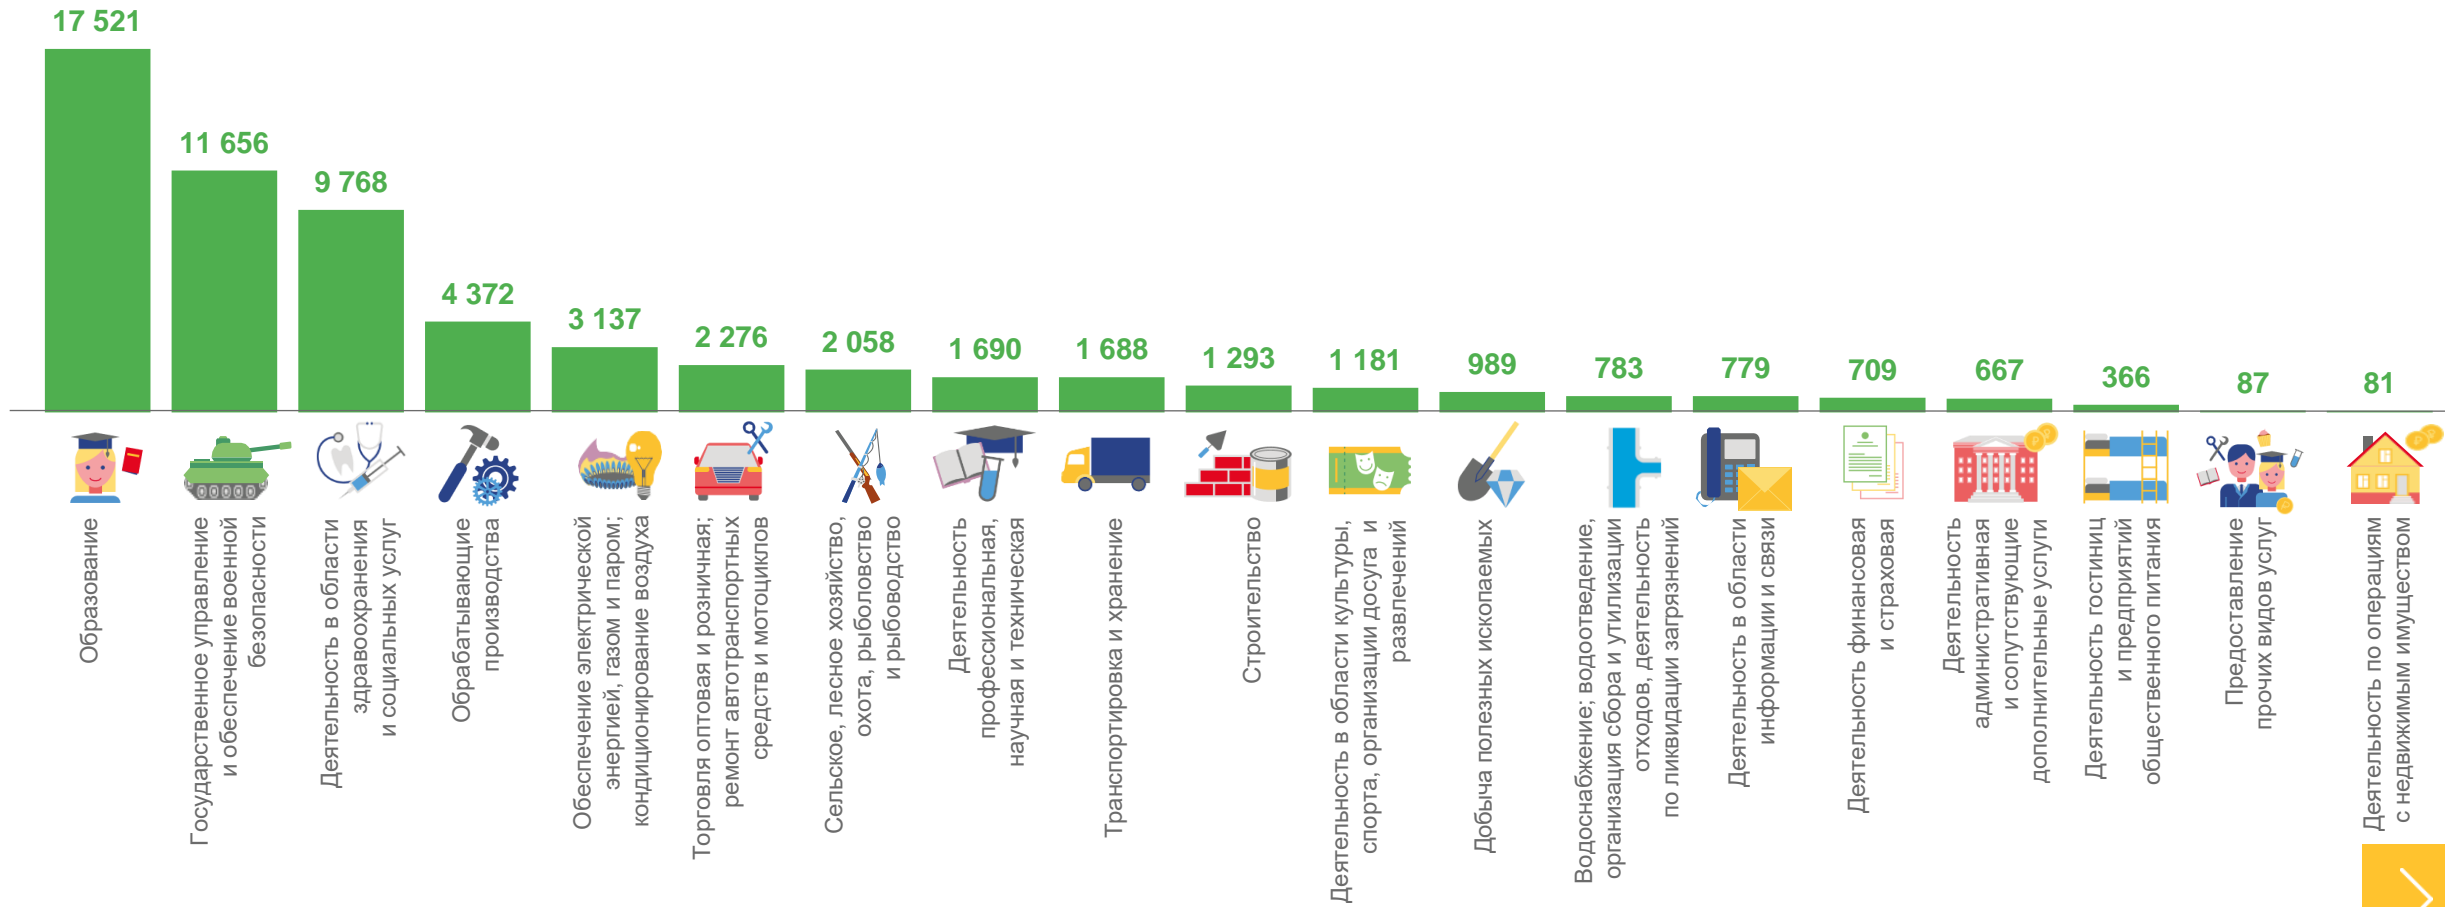 17 521
11 656
9 768
4 372
3 137
2 276
2 058
1 690
1 688
1 293
1 181
989
783
779
709
667
366
87
81
Образование
Государственное управление
и обеспечение военной
безопасности
Деятельность в области
здравоохранения
и социальных услуг
Обрабатывающие
производства
Обеспечение электрической
энергией, газом и паром;
кондиционирование воздуха
Торговля оптовая и розничная;
ремонт автотранспортных
средств и мотоциклов
Сельское, лесное хозяйство,
охота, рыболовство
и рыбоводство
Деятельность
профессиональная,
научная и техническая
Транспортировка и хранение
Строительство
Деятельность в области культуры,
спорта, организации досуга и
развлечений
Добыча полезных ископаемых
Водоснабжение; водоотведение,
организация сбора и утилизации
отходов, деятельность
по ликвидации загрязнений
Деятельность в области
информации и связи
Деятельность финансовая
и страховая
Деятельность
административная
и сопутствующие
дополнительные услуги
Деятельность гостиниц
и предприятий
общественного питания
Предоставление
прочих видов услуг
Деятельность по операциям
с недвижимым имуществом